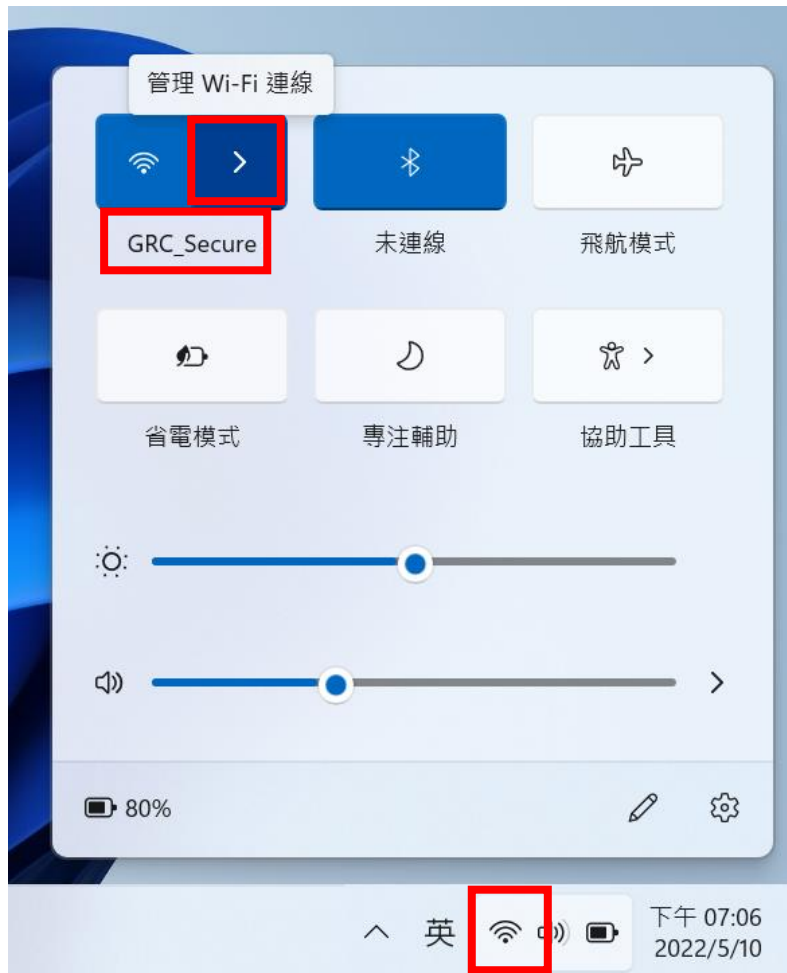 管理 Wi-Fi 連線
GRC_Secure
未連線
飛航模式
省電模式
專注輔助
協助工具
80%
英
下午 07:06
2022/5/10